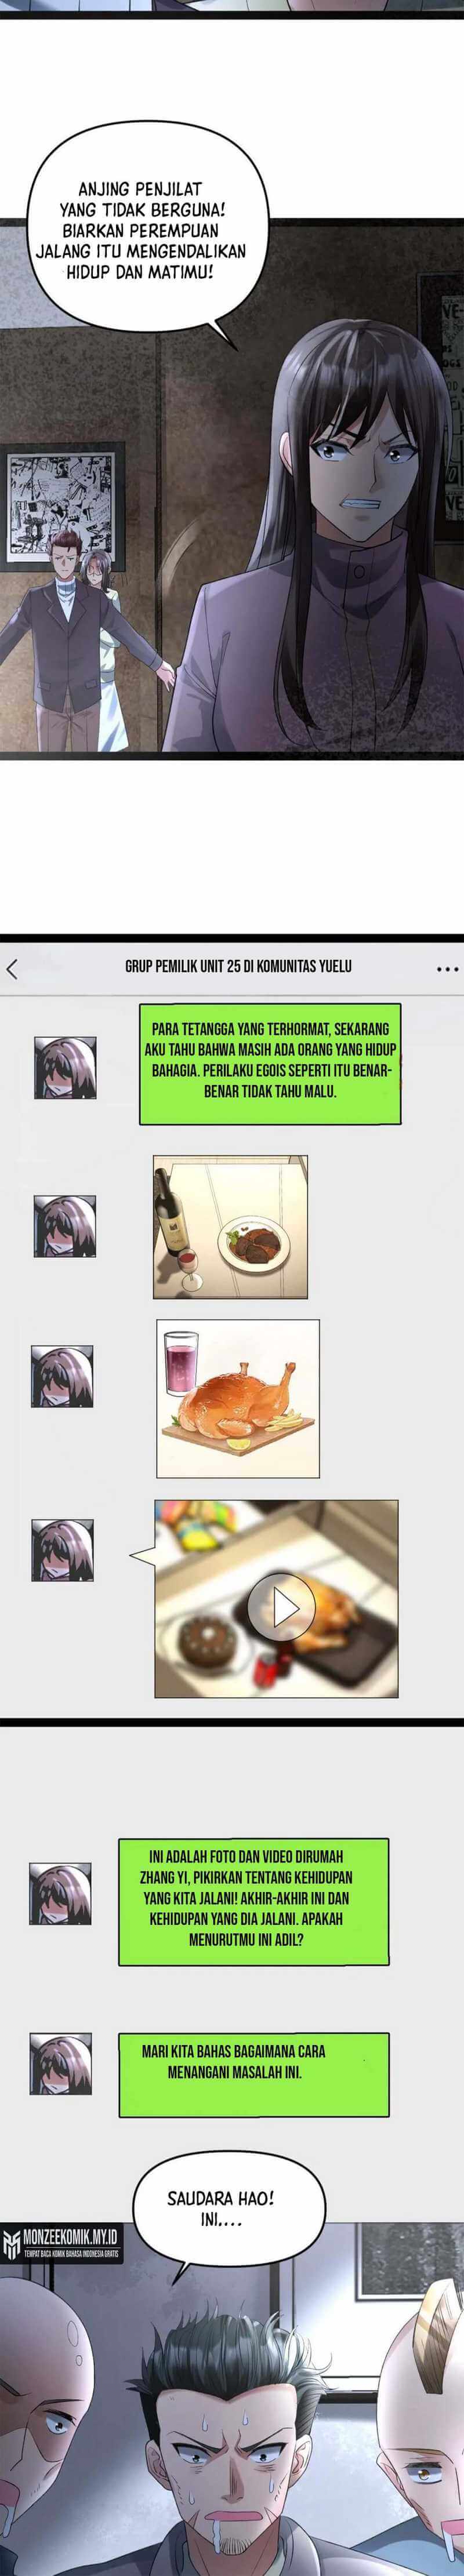 ANJING PENJILAT
YANG TIDAK BERGUNA!
BIARKAN PEREMPUAN
JALANG ITU MENGENDALIKAN
HIDUP DAN MATIMU!
GRUP PEMILIK UNIT 25 DI KOMUNITAS YUELU
PARA TETANGGA YANG TERHORMAT, SEKARANG
AKU TAHU BAHWA MASIH ADA ORANG YANG HIDUP
BAHAGIA. PERILAKU EGOIS SEPERTI ITU BENAR-
BENAR TIDAK TAHU MALU.
INI ADALAH FOTO DAN VIDEO DIRUMAH
ZHANG YI, PIKIRKAN TENTANG KEHIDUPAN
YANG KITA JALANI! AKHIR-AKHIR INI DAN
KEHIDUPAN YANG DIA JALANI. APAKAH
MENURUTMU INI ADIL?
MARI KITA BAHAS BAGAIMANA CARA
MENANGANI MASALAH INI.
SAUDARA HAO!
INI....
MONZEEKOMIK.MY.ID
TEMPAT BACA KOMIK BAHASA INDONESIA GRATIS